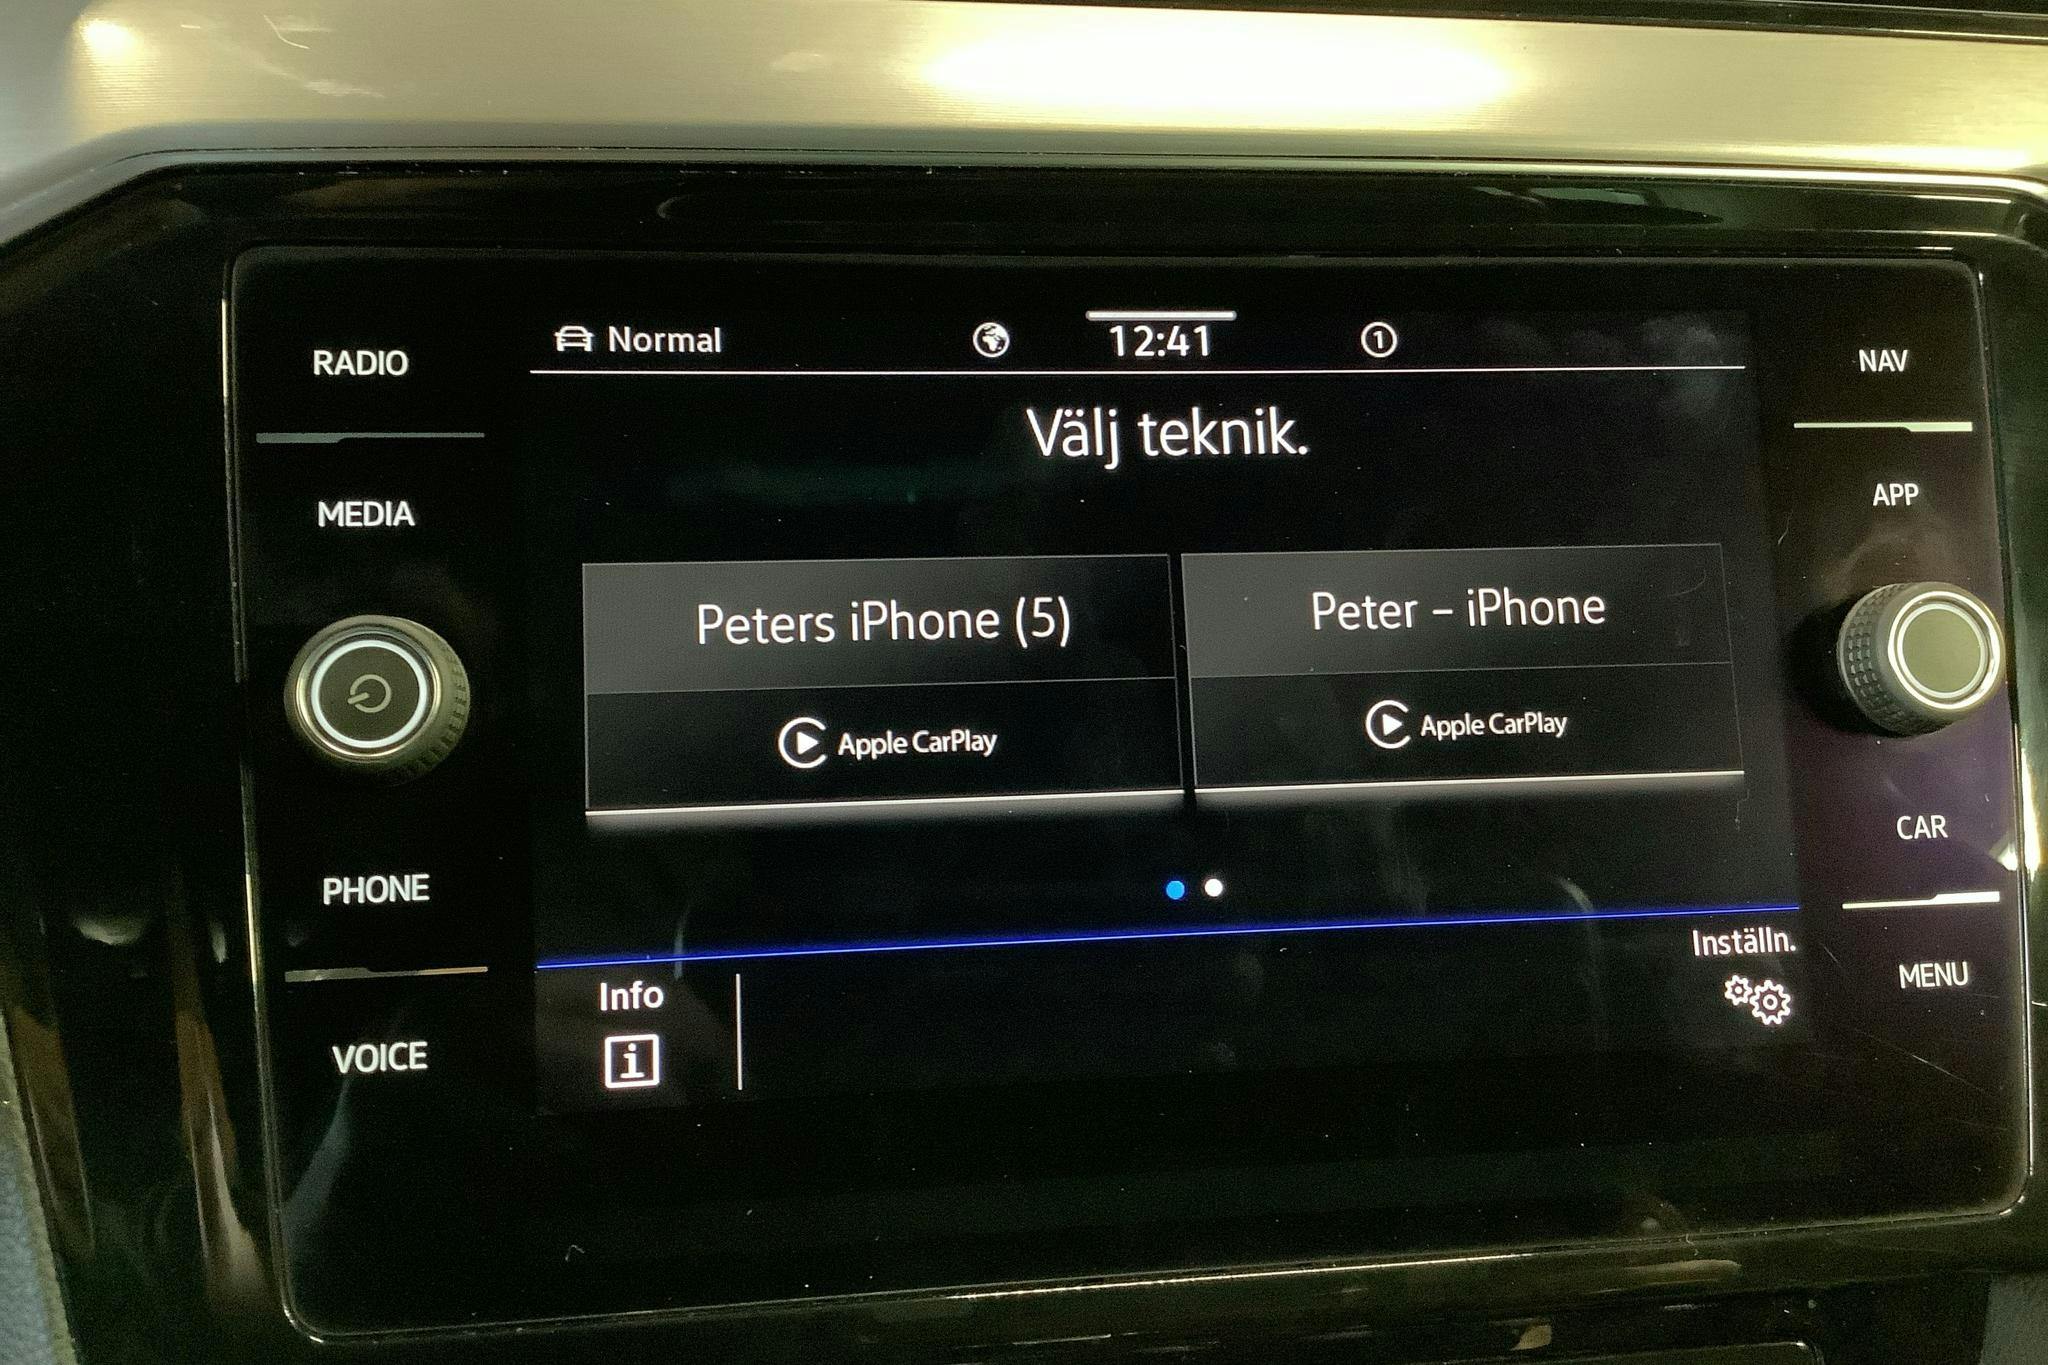 RADIO
MEDIA
PHONE
VOICE
Normal
12:41
1
Välj teknik.
Peters iPhone (5)
Apple CarPlay
Peter – iPhone
Apple CarPlay
Info
i
Inställn.
NAV
APP
CAR
MENU